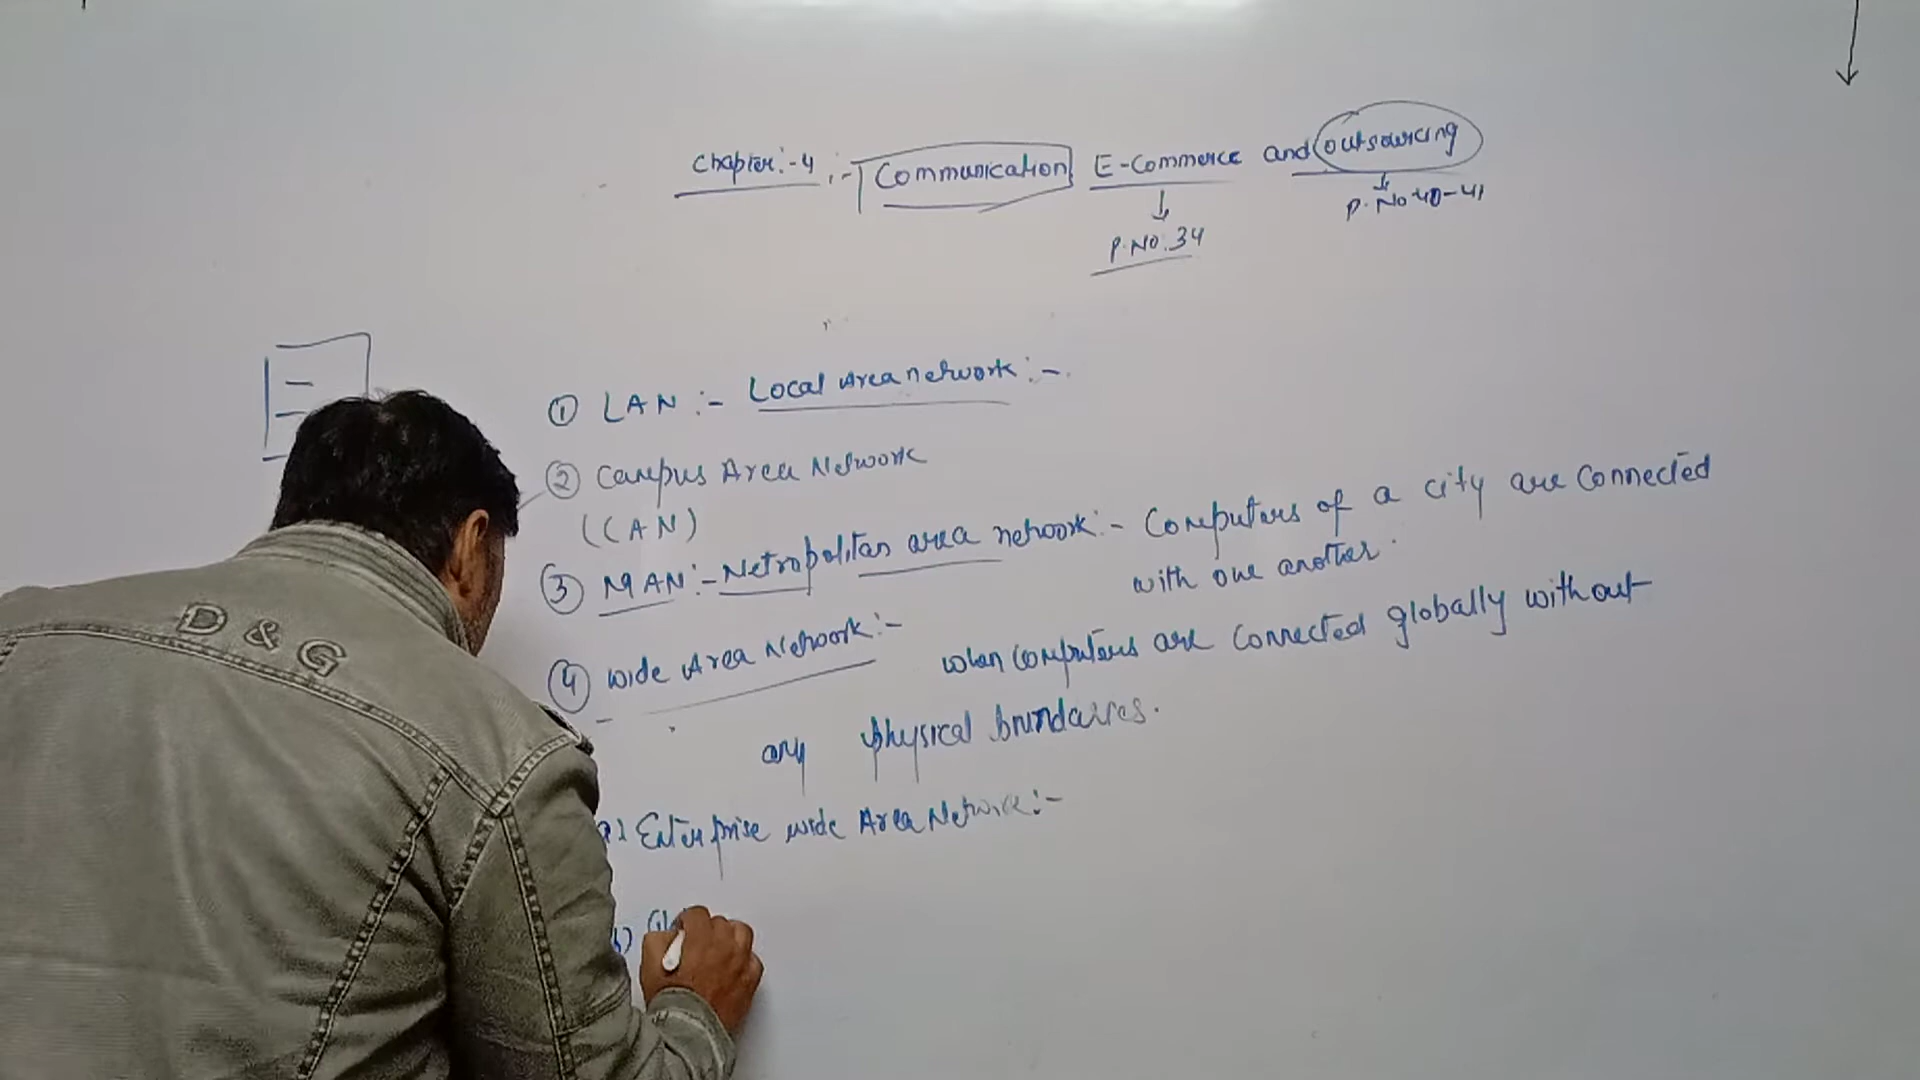 Chapter:-4 :- Communication E-Commerce and outsourcing
P.No 40-41
P.No.34
① LAN :- Local Area network :-
② Campus Area Network
(CAN)
③ MAN :- Metropolitan area network :- Computers of a city are connected
with one another.
④ wide Area Network :-
when computers are connected globally without
any physical bundaries.
a) Enterprise wide Area Network :-
b) Gl
D & G